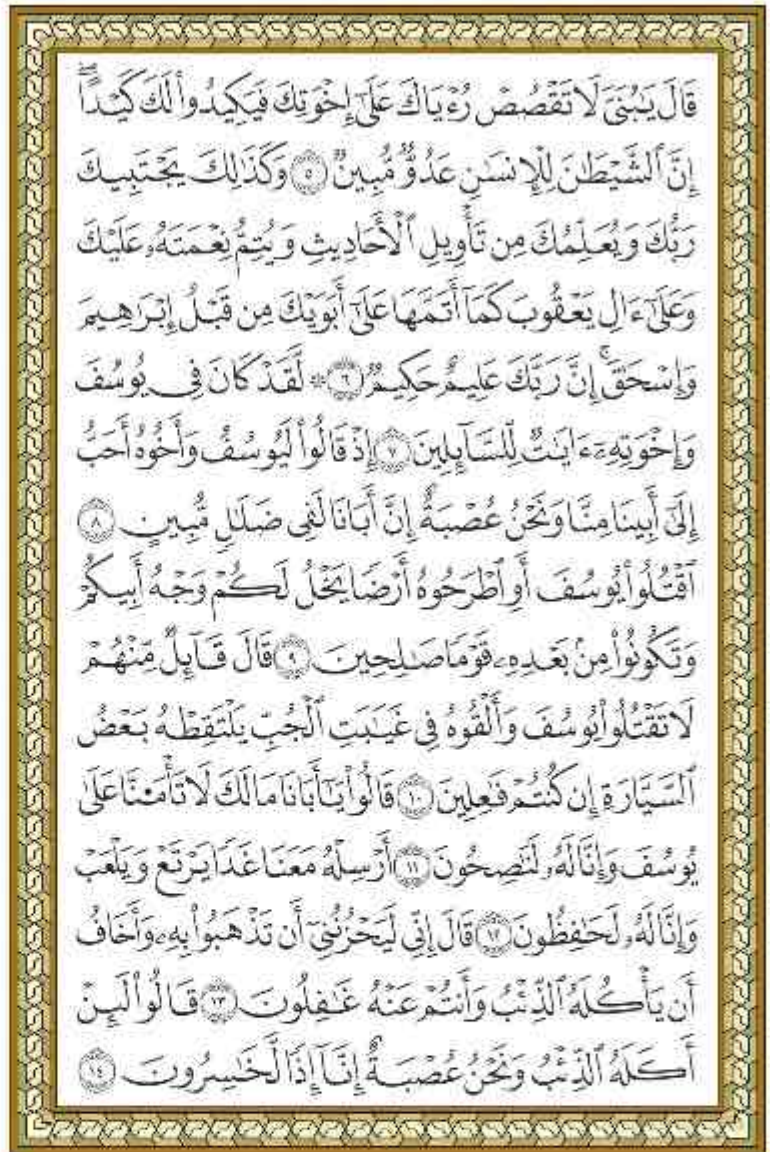 قَالَ يَـٰبُنَىَّ لَا تَقْصُصْ رُءْيَاكَ عَلَىٰٓ إِخْوَتِكَ فَيَكِيدُوا۟ لَكَ كَيْدًا ۖ
إِنَّ ٱلشَّيْطَـٰنَ لِلْإِنسَـٰنِ عَدُوٌّ مُّبِينٌ ٥ وَكَذَٰلِكَ يَجْتَبِيكَ
رَبُّكَ وَيُعَلِّمُكَ مِن تَأْوِيلِ ٱلْأَحَادِيثِ وَيُتِمُّ نِعْمَتَهُۥ عَلَيْكَ
وَعَلَىٰٓ ءَالِ يَعْقُوبَ كَمَآ أَتَمَّهَا عَلَىٰٓ أَبَوَيْكَ مِن قَبْلُ إِبْرَٰهِيمَ
وَإِسْحَـٰقَ ۚ إِنَّ رَبَّكَ عَلِيمٌ حَكِيمٌ ٦ ۞ لَّقَدْ كَانَ فِى يُوسُفَ
وَإِخْوَتِهِۦٓ ءَايَـٰتٌ لِّلسَّآئِلِينَ ٧ إِذْ قَالُوا۟ لَيُوسُفُ وَأَخُوهُ أَحَبُّ
إِلَىٰٓ أَبِينَا مِنَّا وَنَحْنُ عُصْبَةٌ إِنَّ أَبَانَا لَفِى ضَلَـٰلٍ مُّبِينٍ ٨
ٱقْتُلُوا۟ يُوسُفَ أَوِ ٱطْرَحُوهُ أَرْضًا يَخْلُ لَكُمْ وَجْهُ أَبِيكُمْ
وَتَكُونُوا۟ مِنۢ بَعْدِهِۦ قَوْمًا صَـٰلِحِينَ ٩ قَالَ قَآئِلٌ مِّنْهُمْ
لَا تَقْتُلُوا۟ يُوسُفَ وَأَلْقُوهُ فِى غَيَـٰبَتِ ٱلْجُبِّ يَلْتَقِطْهُ بَعْضُ
ٱلسَّيَّارَةِ إِن كُنتُمْ فَـٰعِلِينَ ١٠ قَالُوا۟ يَـٰٓأَبَانَا مَا لَكَ لَا تَأْمَ۫نَّا عَلَىٰ
يُوسُفَ وَإِنَّا لَهُۥ لَنَـٰصِحُونَ ١١ أَرْسِلْهُ مَعَنَا غَدًا يَرْتَعْ وَيَلْعَبْ
وَإِنَّا لَهُۥ لَحَـٰفِظُونَ ١٢ قَالَ إِنِّى لَيَحْزُنُنِىٓ أَن تَذْهَبُوا۟ بِهِۦ وَأَخَافُ
أَن يَأْكُلَهُ ٱلذِّئْبُ وَأَنتُمْ عَنْهُ غَـٰفِلُونَ ١٣ قَالُوا۟ لَئِنْ
أَكَلَهُ ٱلذِّئْبُ وَنَحْنُ عُصْبَةٌ إِنَّآ إِذًا لَّخَـٰسِرُونَ ١٤